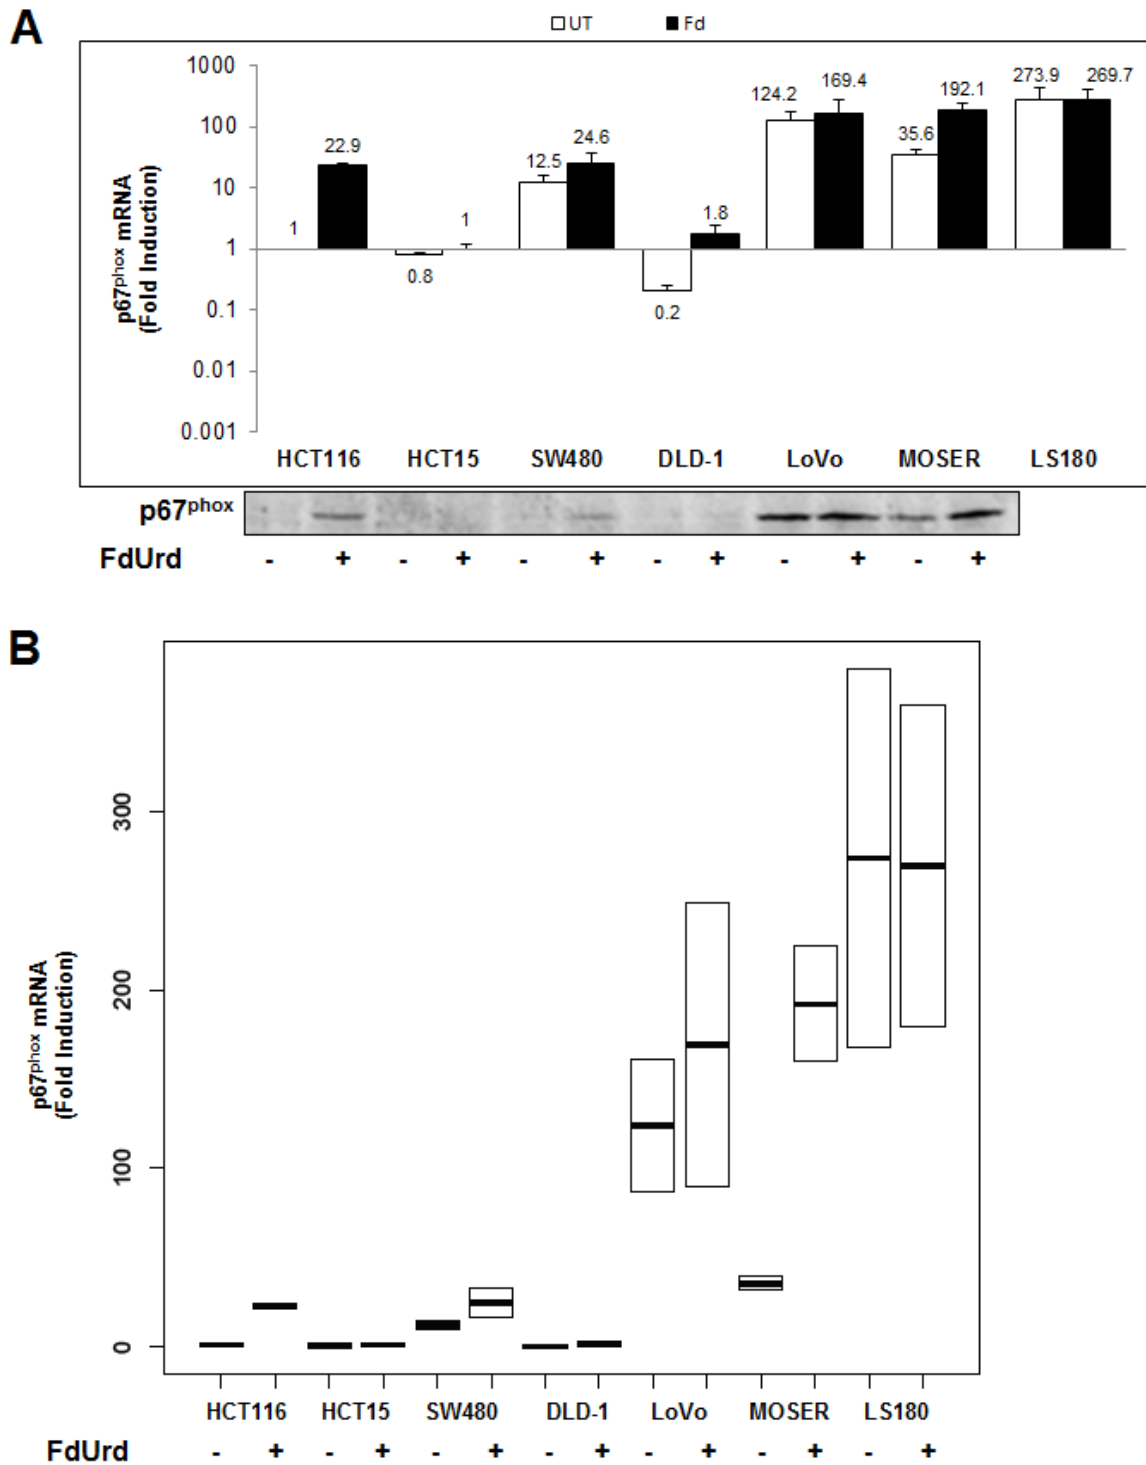 A
UT Fd
p67phox mRNA
(Fold Induction)
1000
100
10
1
0.1
0.01
0.001
1 22.9 0.8 1 12.5 24.6 0.2 1.8 124.2 169.4 35.6 192.1 273.9 269.7
HCT116 HCT15 SW480 DLD-1 LoVo MOSER LS180
p67phox
FdUrd - + - + - + - + - + - +
B
p67phox mRNA
(Fold Induction)
300
200
100
0
HCT116 HCT15 SW480 DLD-1 LoVo MOSER LS180
FdUrd - + - + - + - + - + - + - +